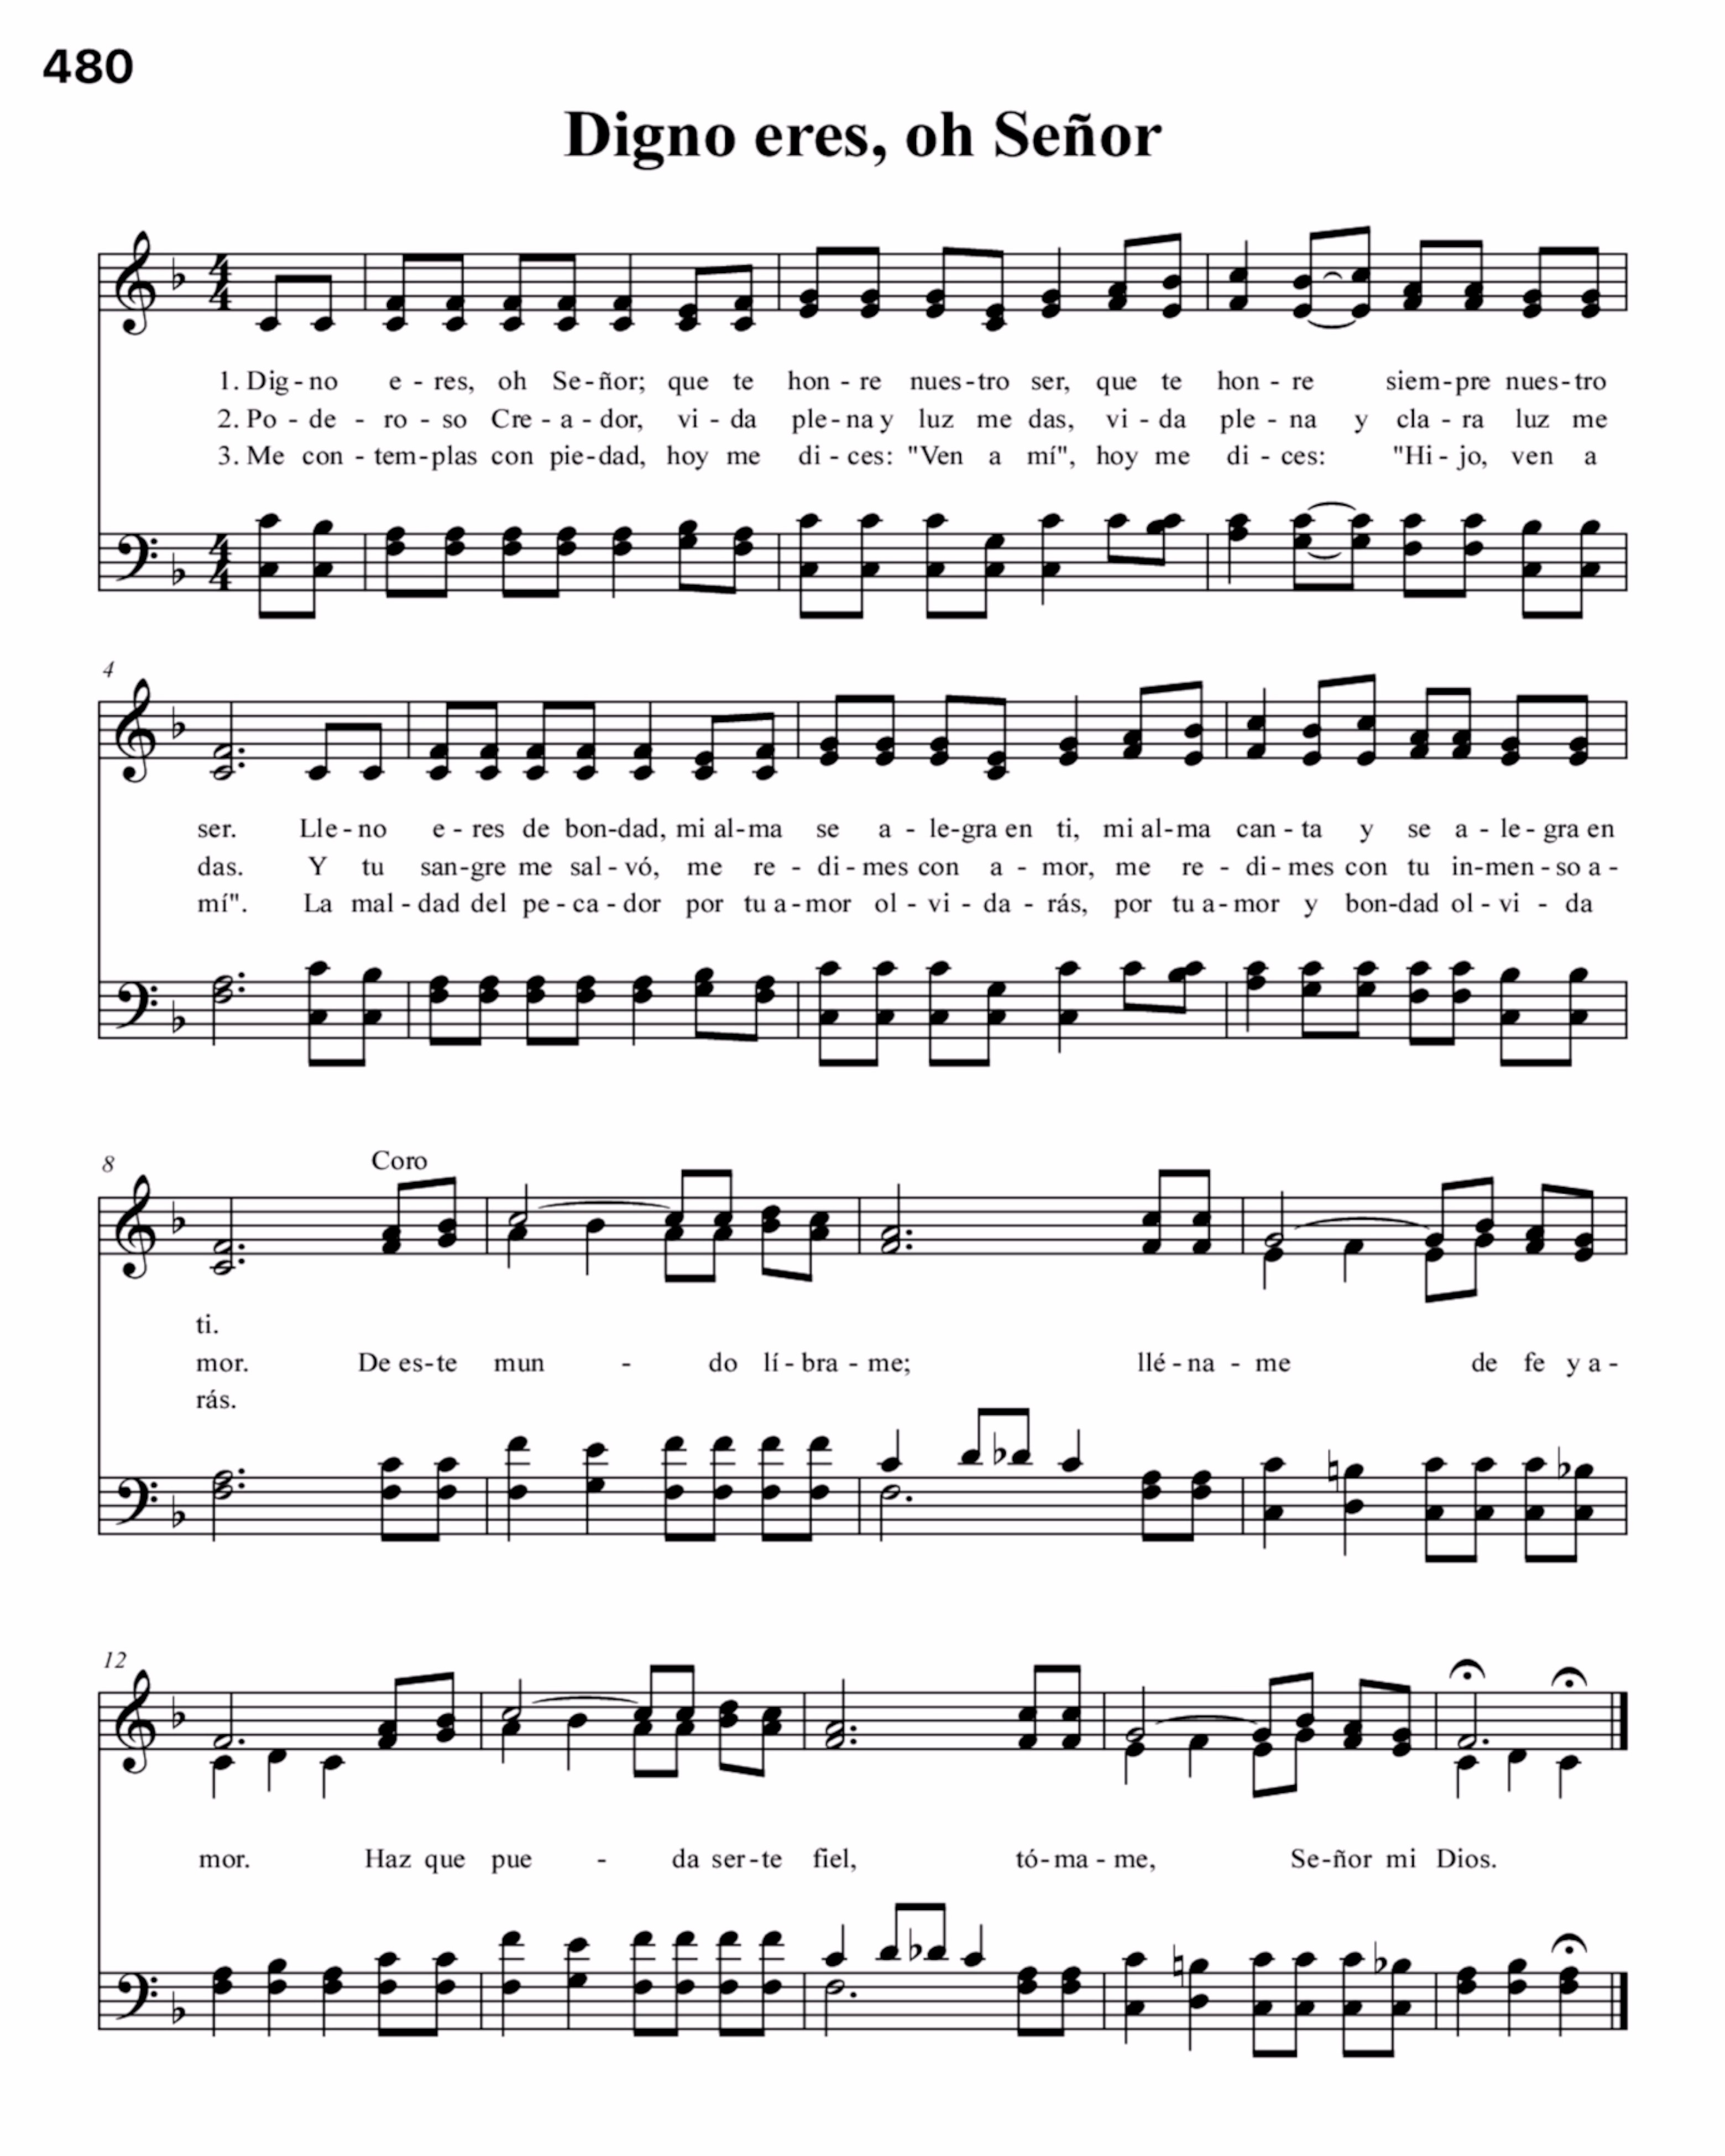 480
Digno eres, oh Señor
1. Dig - no e - res, oh Se - ñor; que te hon - re nues - tro ser, que te hon - re siem - pre nues - tro
2. Po - de - ro - so Cre - a - dor, vi - da ple - na y luz me das, vi - da ple - na y cla - ra luz me
3. Me con - tem - plas con pie - dad, hoy me di - ces: "Ven a mí", hoy me di - ces: "Hi - jo, ven a
4
ser. Lle - no e - res de bon - dad, mi al - ma se a - le - gra en ti, mi al - ma can - ta y se a - le - gra en
das. Y tu san - gre me sal - vó, me re - di - mes con a - mor, me re - di - mes con tu in - men - so a -
mí". La mal - dad del pe - ca - dor por tu a - mor ol - vi - da - rás, por tu a - mor y bon - dad ol - vi - da
8
Coro
ti.
mor. De es - te mun - do lí - bra - me; llé - na - me de fe y a -
rás.
12
mor. Haz que pue - da ser - te fiel, tó - ma - me, Se - ñor mi Dios.